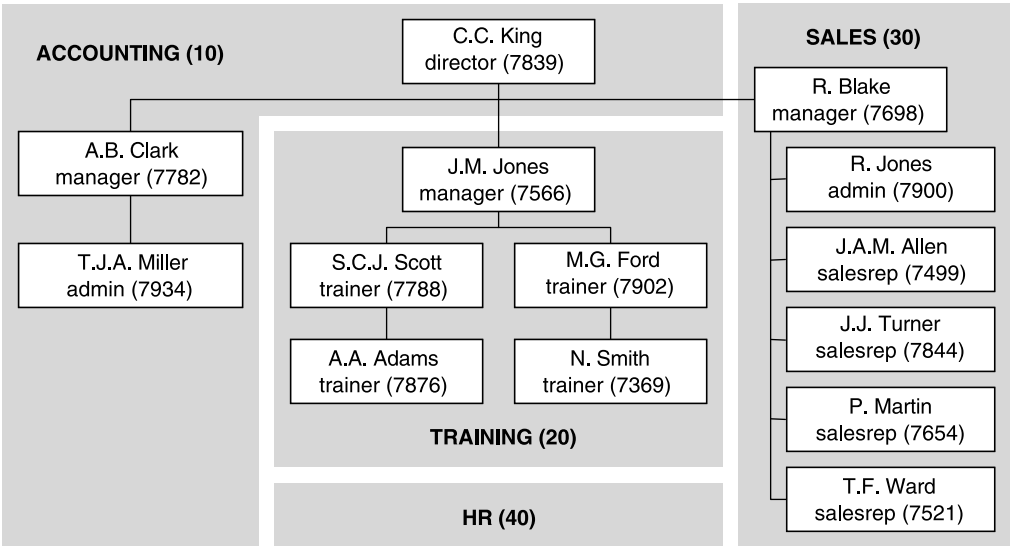 ACCOUNTING (10)
C.C. King
director (7839)
A.B. Clark
manager (7782)
T.J.A. Miller
admin (7934)
J.M. Jones
manager (7566)
S.C.J. Scott
trainer (7788)
M.G. Ford
trainer (7902)
A.A. Adams
trainer (7876)
N. Smith
trainer (7369)
TRAINING (20)
HR (40)
SALES (30)
R. Blake
manager (7698)
R. Jones
admin (7900)
J.A.M. Allen
salesrep (7499)
J.J. Turner
salesrep (7844)
P. Martin
salesrep (7654)
T.F. Ward
salesrep (7521)